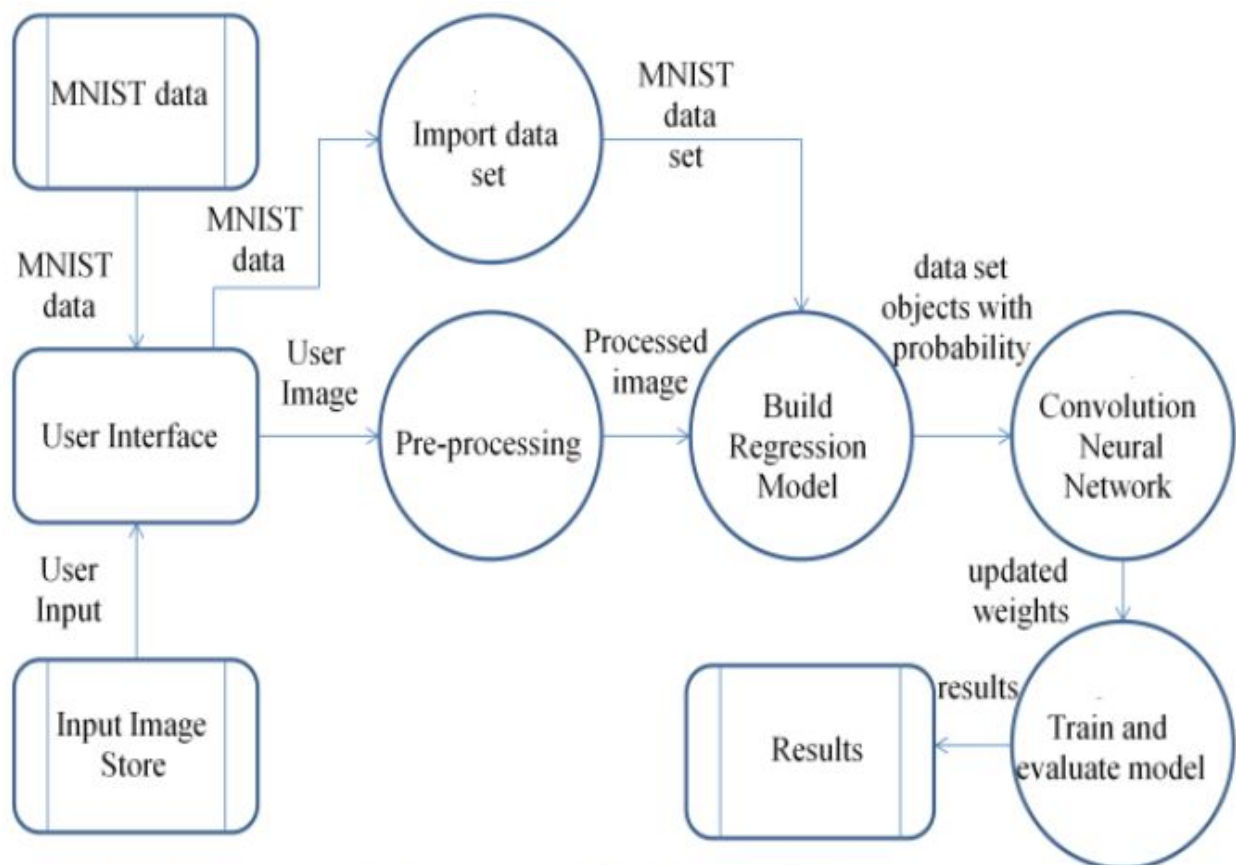 MNIST data
Import data
set
MNIST
data
set
MNIST
data
MNIST
data
User Interface
User
Image
Pre-processing
Processed
image
Build
Regression
Model
data set
objects with
probability
Convolution
Neural
Network
User
Input
Input Image
Store
updated
weights
Train and
evaluate model
results
Results